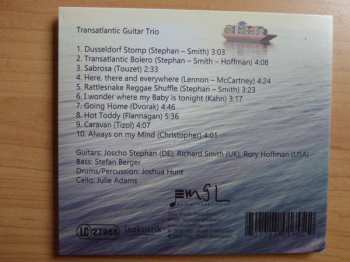 Transatlantic Guitar Trio
1. Dusseldorf Stomp (Stephan – Smith) 3:03
2. Transatlantic Bolero (Stephan – Smith – Hoffman) 4:08
3. Sabrosa (Touzet) 2:33
4. Here, there and everywhere (Lennon – McCartney) 4:24
5. Rattlesnake Reggae Shuffle (Stephan – Smith) 3:23
6. I wonder where my Baby is tonight (Kahn) 3:17
7. Going Home (Dvorak) 4:46
8. Hot Toddy (Flannagan) 5:36
9. Caravan (Tizol) 4:01
10. Always on my Mind (Christopher) 4:01
Guitars: Joscho Stephan (DE), Richard Smith (UK), Rory Hoffman (USA)
Bass: Stefan Berger
Drums/Percussion: Joshua Hunt
Cello: Julie Adams
LC